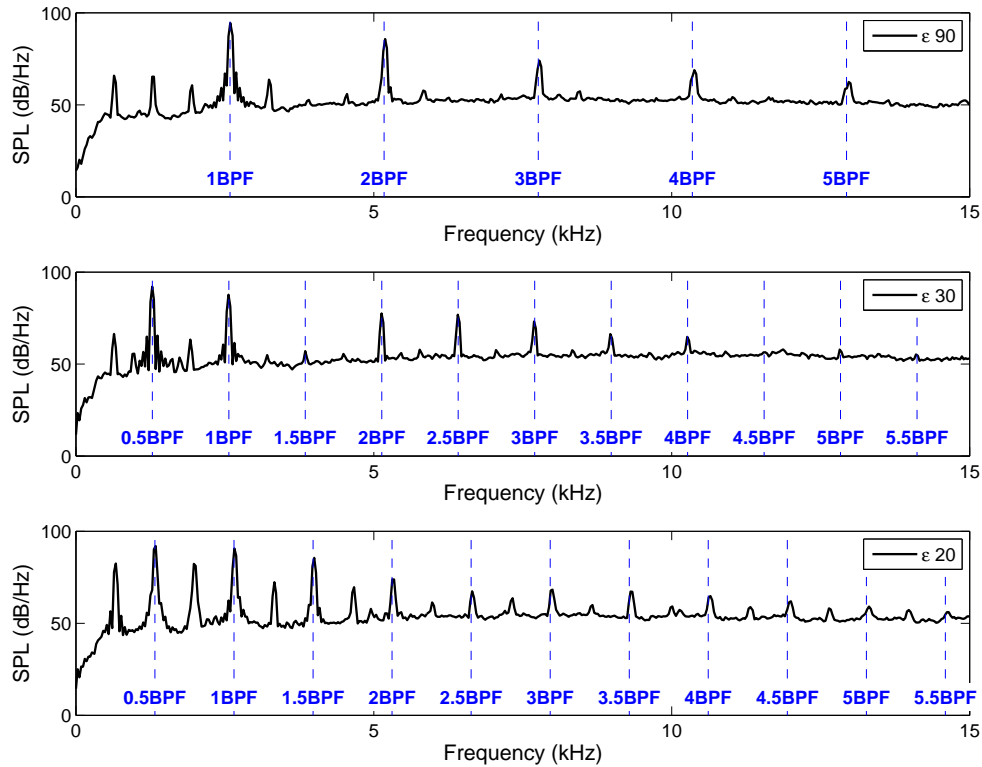 100
50
0
SPL (dB/Hz)
ε 90
1BPF 2BPF 3BPF 4BPF 5BPF
0 5 10 15
Frequency (kHz)
100
50
0
SPL (dB/Hz)
ε 30
0.5BPF 1BPF 1.5BPF 2BPF 2.5BPF 3BPF 3.5BPF 4BPF 4.5BPF 5BPF 5.5BPF
0 5 10 15
Frequency (kHz)
100
50
0
SPL (dB/Hz)
ε 20
0.5BPF 1BPF 1.5BPF 2BPF 2.5BPF 3BPF 3.5BPF 4BPF 4.5BPF 5BPF 5.5BPF
0 5 10 15
Frequency (kHz)